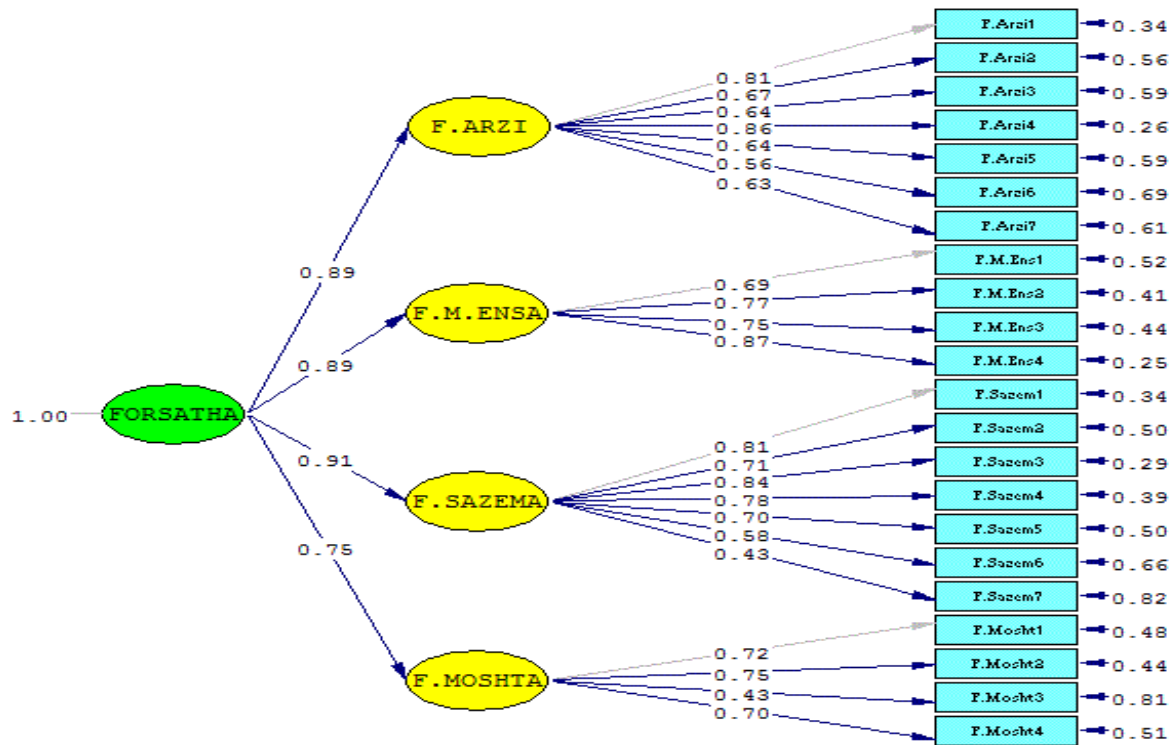 F.Arzi1 0.34
F.Arzi2 0.56
F.Arzi3 0.59
F.Arzi4 0.26
F.Arzi5 0.59
F.Arzi6 0.69
F.Arzi7 0.61
F.M.Ens1 0.52
F.M.Ens2 0.41
F.M.Ens3 0.44
F.M.Ens4 0.25
F.Sazem1 0.34
F.Sazem2 0.50
F.Sazem3 0.29
F.Sazem4 0.39
F.Sazem5 0.50
F.Sazem6 0.66
F.Sazem7 0.82
F.Mosht1 0.48
F.Mosht2 0.44
F.Mosht3 0.81
F.Mosht4 0.51
F.ARZI
0.81
0.67
0.64
0.86
0.64
0.56
0.63
F.M.ENSA
0.69
0.77
0.75
0.87
F.SAZEMA
0.81
0.71
0.84
0.78
0.70
0.58
0.43
F.MOSHTA
0.72
0.75
0.43
0.70
1.00 FORSATHA
0.89
0.89
0.91
0.75